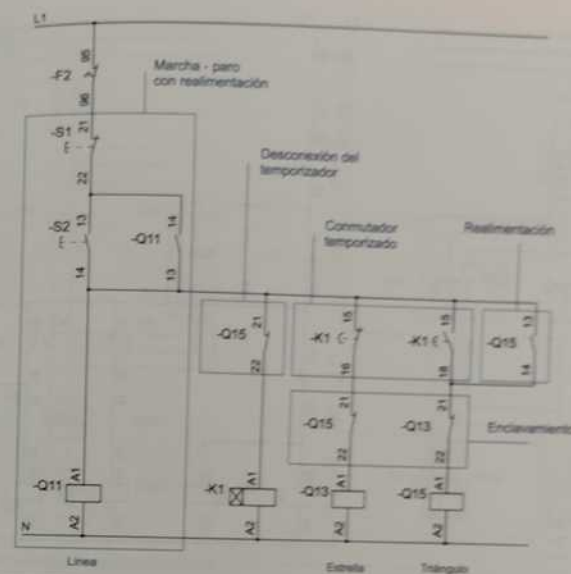 L1
95
-F2
96
Marcha - paro
con realimentación
-S1
21
E
22
Desconexión del
temporizador
-S2
13
E
14
-Q11
14
13
Conmutador
temporizado
Realimentación
-Q15
21
22
-K1
15
16
-K1
15
18
-Q15
13
14
-Q15
21
22
-Q13
21
22
Enclavamiento
-Q11
A1
A2
-K1
A1
A2
-Q13
A1
A2
-Q15
A1
A2
N
Línea
Estrella
Triángulo